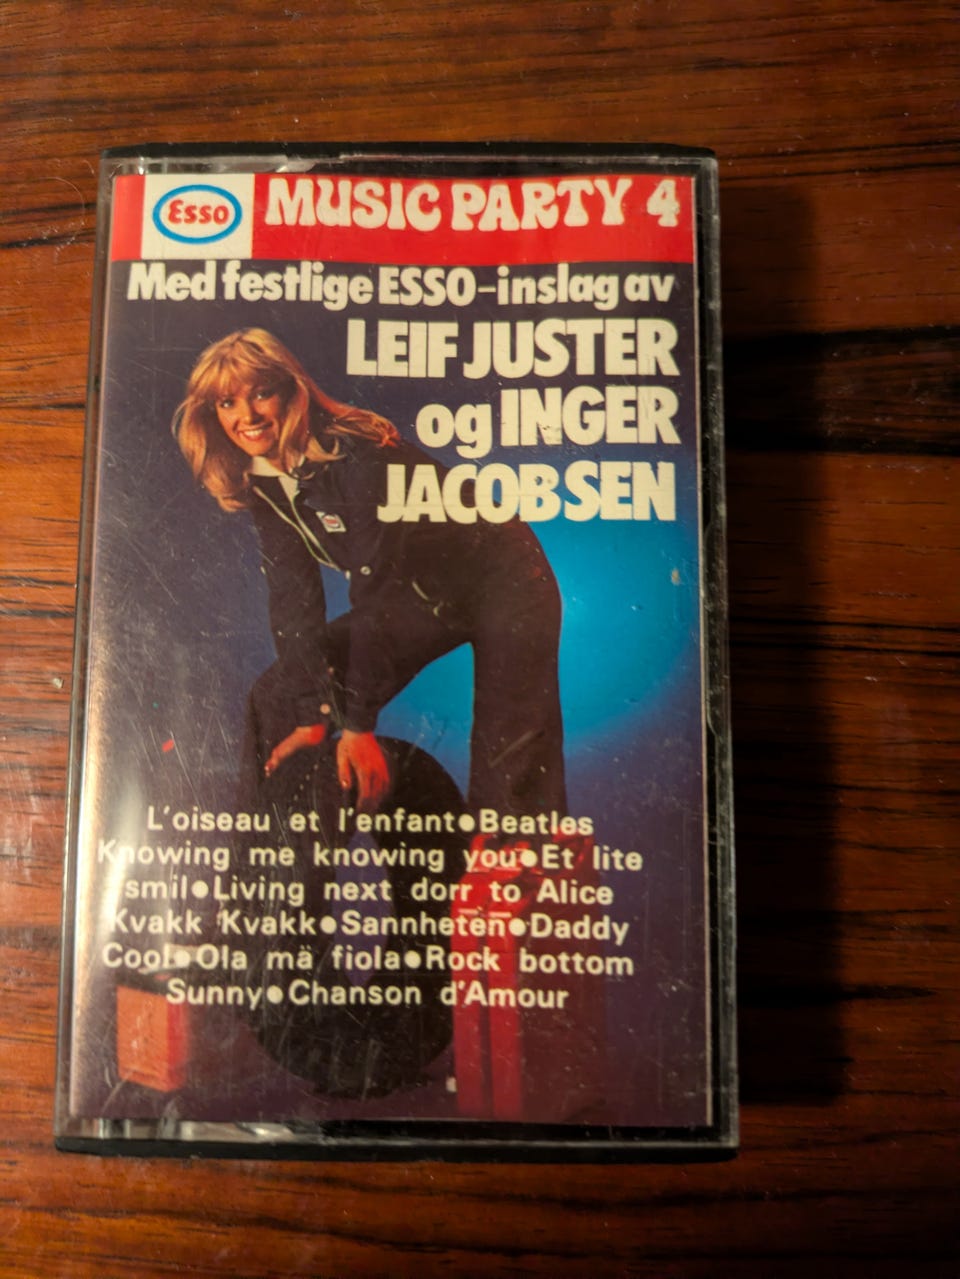 Esso MUSIC PARTY 4
Med festlige ESSO-inslag av
LEIF JUSTER
og INGER
JACOBSEN
L'oiseau et l'enfant●Beatles
Knowing me knowing you●Et lite
smil●Living next dorr to Alice
Kvakk Kvakk●Sannheten●Daddy
Cool●Ola mä fiola●Rock bottom
Sunny●Chanson d'Amour